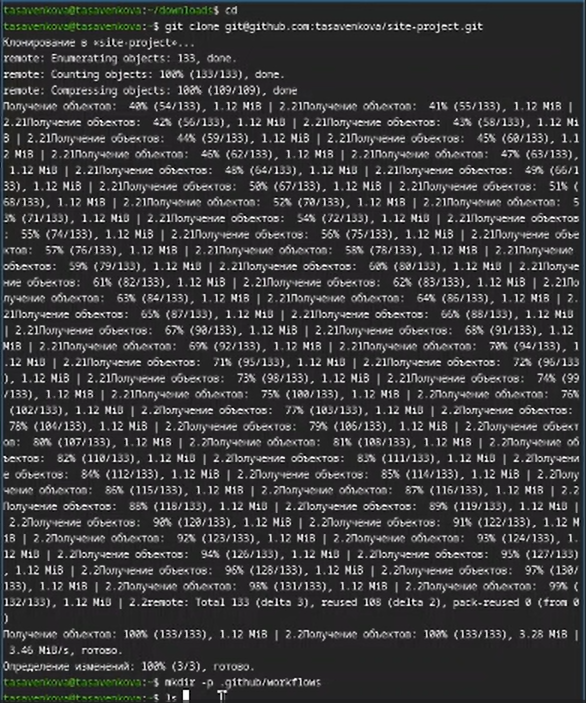 tasavenkova@tasavenkova:~/downloads$ cd
tasavenkova@tasavenkova:~$ git clone git@github.com:tasavenkova/site-project.git
Клонирование в «site-project»...
remote: Enumerating objects: 133, done.
remote: Counting objects: 100% (133/133), done.
remote: Compressing objects: 100% (109/109), done
Получение объектов:  40% (54/133), 1.12 MiB | 2.21Получение объектов:  41% (55/133), 1.12 MiB |
2.21Получение объектов:  42% (56/133), 1.12 MiB | 2.21Получение объектов:  43% (58/133), 1.12 Mi
B | 2.21Получение объектов:  44% (59/133), 1.12 MiB | 2.21Получение объектов:  45% (60/133), 1.1
2 MiB | 2.21Получение объектов:  46% (62/133), 1.12 MiB | 2.21Получение объектов:  47% (63/133),
1.12 MiB | 2.21Получение объектов:  48% (64/133), 1.12 MiB | 2.21Получение объектов:  49% (66/1
33), 1.12 MiB | 2.21Получение объектов:  50% (67/133), 1.12 MiB | 2.21Получение объектов:  51% (
68/133), 1.12 MiB | 2.21Получение объектов:  52% (70/133), 1.12 MiB | 2.21Получение объектов:  5
3% (71/133), 1.12 MiB | 2.21Получение объектов:  54% (72/133), 1.12 MiB | 2.21Получение объектов
:  55% (74/133), 1.12 MiB | 2.21Получение объектов:  56% (75/133), 1.12 MiB | 2.21Получение объе
ктов:  57% (76/133), 1.12 MiB | 2.21Получение объектов:  58% (78/133), 1.12 MiB | 2.21Получение
объектов:  59% (79/133), 1.12 MiB | 2.21Получение объектов:  60% (80/133), 1.12 MiB | 2.21Получе
ние объектов:  61% (82/133), 1.12 MiB | 2.21Получение объектов:  62% (83/133), 1.12 MiB | 2.21По
лучение объектов:  63% (84/133), 1.12 MiB | 2.21Получение объектов:  64% (86/133), 1.12 MiB | 2.
21Получение объектов:  65% (87/133), 1.12 MiB | 2.21Получение объектов:  66% (88/133), 1.12 MiB
| 2.21Получение объектов:  67% (90/133), 1.12 MiB | 2.21Получение объектов:  68% (91/133), 1.12
MiB | 2.21Получение объектов:  69% (92/133), 1.12 MiB | 2.21Получение объектов:  70% (94/133), 1
.12 MiB | 2.21Получение объектов:  71% (95/133), 1.12 MiB | 2.21Получение объектов:  72% (96/133
), 1.12 MiB | 2.21Получение объектов:  73% (98/133), 1.12 MiB | 2.21Получение объектов:  74% (99
/133), 1.12 MiB | 2.21Получение объектов:  75% (100/133), 1.12 MiB | 2.2Получение объектов:  76%
(102/133), 1.12 MiB | 2.2Получение объектов:  77% (103/133), 1.12 MiB | 2.2Получение объектов:
78% (104/133), 1.12 MiB | 2.2Получение объектов:  79% (106/133), 1.12 MiB | 2.2Получение объект
ов:  80% (107/133), 1.12 MiB | 2.2Получение объектов:  81% (108/133), 1.12 MiB | 2.2Получение об
ъектов:  82% (110/133), 1.12 MiB | 2.2Получение объектов:  83% (111/133), 1.12 MiB | 2.2Получени
е объектов:  84% (112/133), 1.12 MiB | 2.2Получение объектов:  85% (114/133), 1.12 MiB | 2.2Полу
чение объектов:  86% (115/133), 1.12 MiB | 2.2Получение объектов:  87% (116/133), 1.12 MiB | 2.2
Получение объектов:  88% (118/133), 1.12 MiB | 2.2Получение объектов:  89% (119/133), 1.12 MiB |
2.2Получение объектов:  90% (120/133), 1.12 MiB | 2.2Получение объектов:  91% (122/133), 1.12 M
iB | 2.2Получение объектов:  92% (123/133), 1.12 MiB | 2.2Получение объектов:  93% (124/133), 1.
12 MiB | 2.2Получение объектов:  94% (126/133), 1.12 MiB | 2.2Получение объектов:  95% (127/133)
, 1.12 MiB | 2.2Получение объектов:  96% (128/133), 1.12 MiB | 2.2Получение объектов:  97% (130/
133), 1.12 MiB | 2.2Получение объектов:  98% (131/133), 1.12 MiB | 2.2Получение объектов:  99% (
132/133), 1.12 MiB | 2.2remote: Total 133 (delta 3), reused 108 (delta 2), pack-reused 0 (from 0
)
Получение объектов: 100% (133/133), 1.12 MiB | 2.2Получение объектов: 100% (133/133), 3.28 MiB |
3.46 MiB/s, готово.
Определение изменений: 100% (3/3), готово.
tasavenkova@tasavenkova:~$ mkdir -p .github/workflows
tasavenkova@tasavenkova:~$ ls